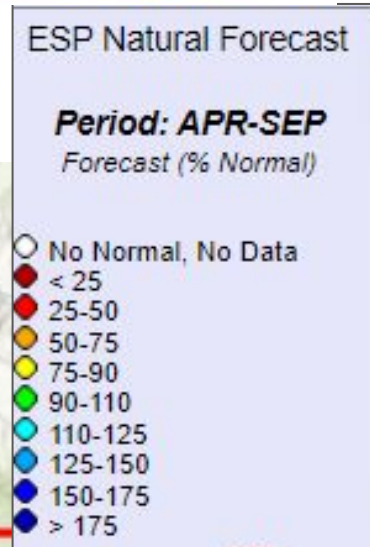 ESP Natural Forecast
Period: APR-SEP
Forecast (% Normal)
No Normal, No Data
< 25
25-50
50-75
75-90
90-110
110-125
125-150
150-175
> 175